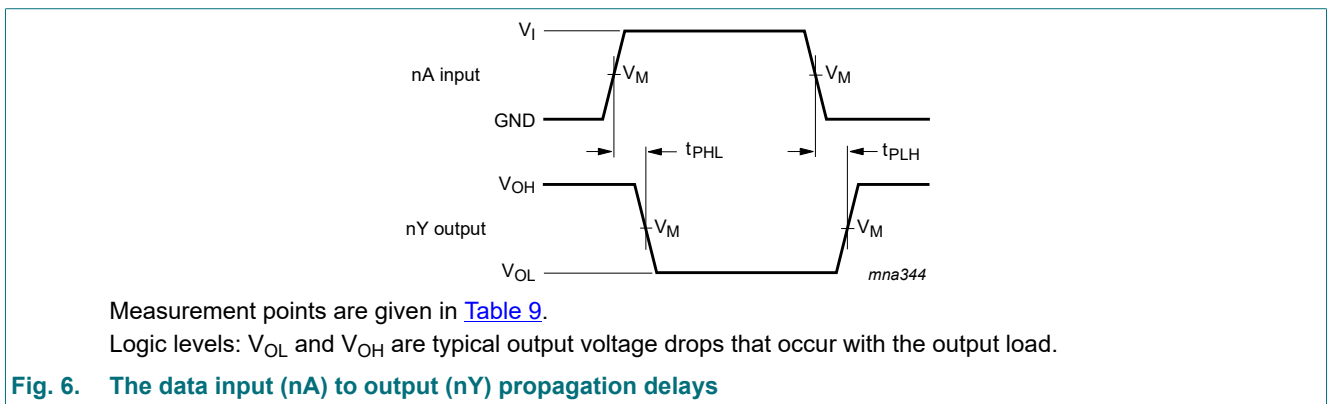 V_I
nA input
V_M
V_M
GND
t_PHL
t_PLH
V_OH
nY output
V_M
V_M
V_OL
mna344
Measurement points are given in Table 9.
Logic levels: V_OL and V_OH are typical output voltage drops that occur with the output load.
Fig. 6. The data input (nA) to output (nY) propagation delays